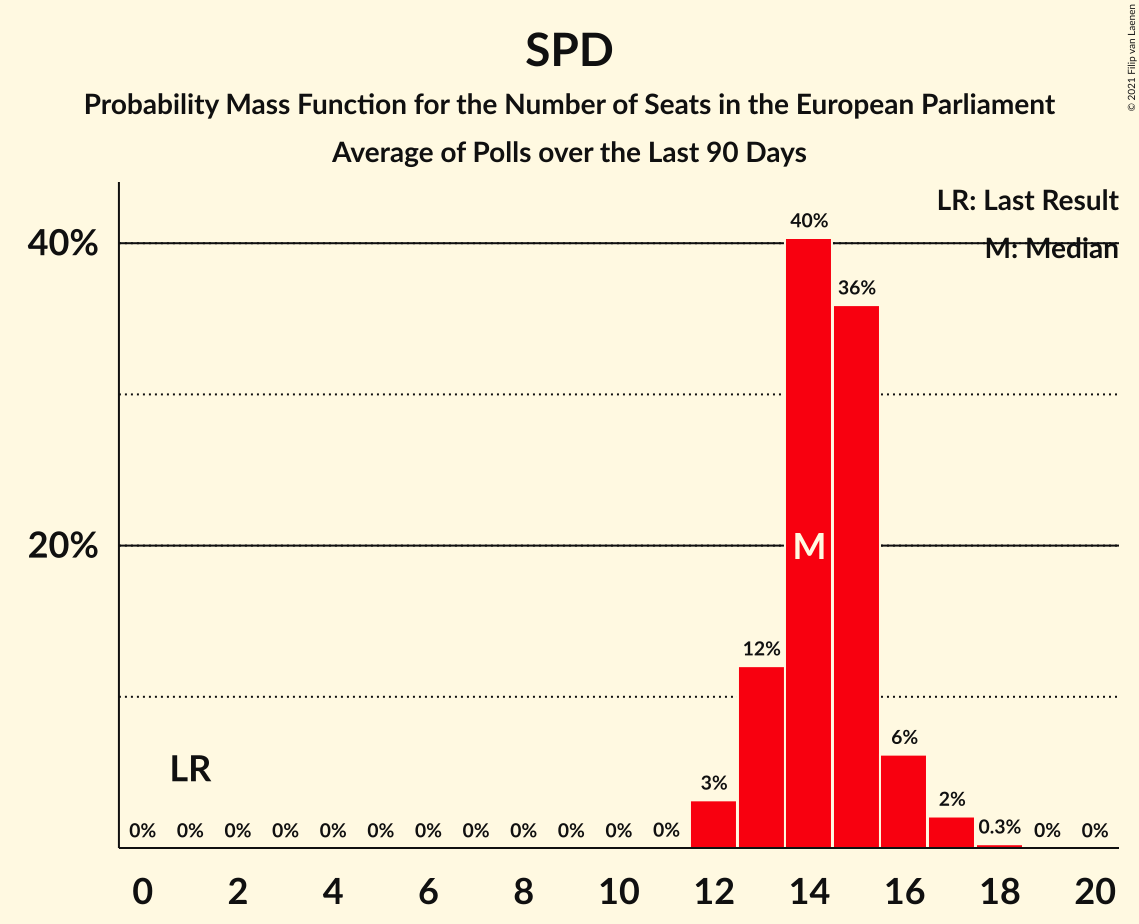 SPD
Probability Mass Function for the Number of Seats in the European Parliament
Average of Polls over the Last 90 Days
© 2021 Filip van Laenen
LR: Last Result
M: Median
40%
20%
40%
36%
M
12%
6%
3%
2%
0.3%
LR
0% 0% 0% 0% 0% 0% 0% 0% 0% 0% 0% 0% 0% 0%
0 2 4 6 8 10 12 14 16 18 20